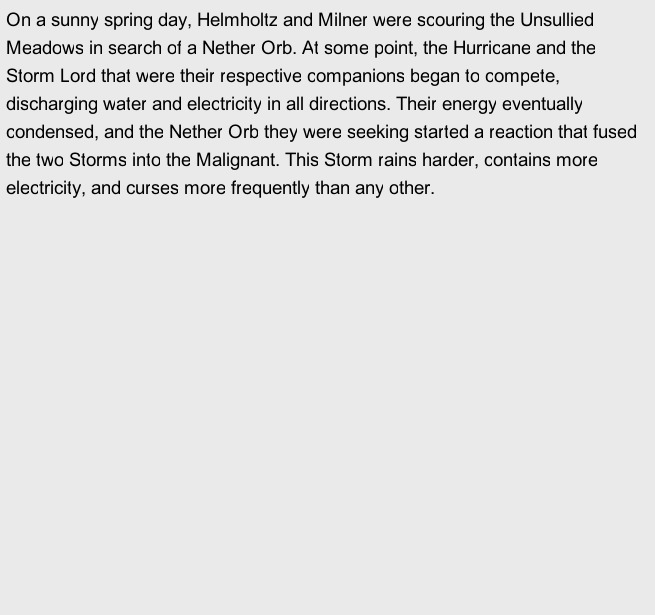 On a sunny spring day, Helmholtz and Milner were scouring the Unsullied
Meadows in search of a Nether Orb. At some point, the Hurricane and the
Storm Lord that were their respective companions began to compete,
discharging water and electricity in all directions. Their energy eventually
condensed, and the Nether Orb they were seeking started a reaction that fused
the two Storms into the Malignant. This Storm rains harder, contains more
electricity, and curses more frequently than any other.